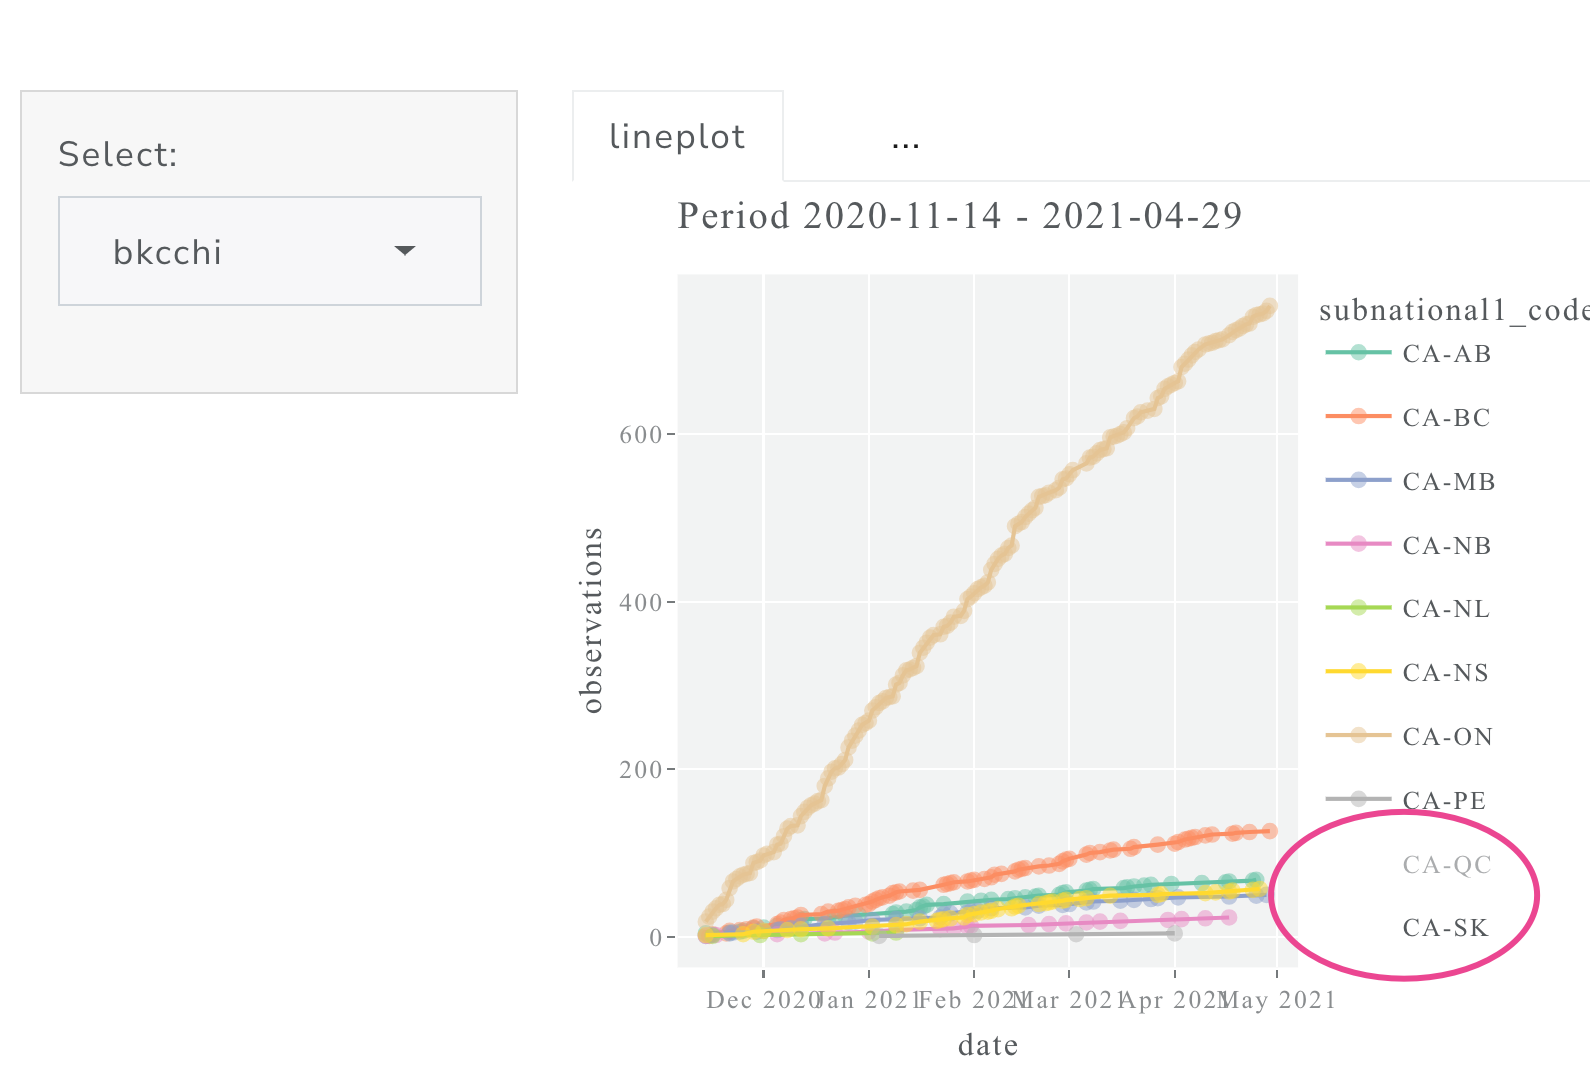 Select:
bkcchi
lineplot
...
Period 2020-11-14 - 2021-04-29
observations
600
400
200
0
Dec 2020
Jan 2021
Feb 2021
Mar 2021
Apr 2021
May 2021
date
subnational1_code
CA-AB
CA-BC
CA-MB
CA-NB
CA-NL
CA-NS
CA-ON
CA-PE
CA-QC
CA-SK